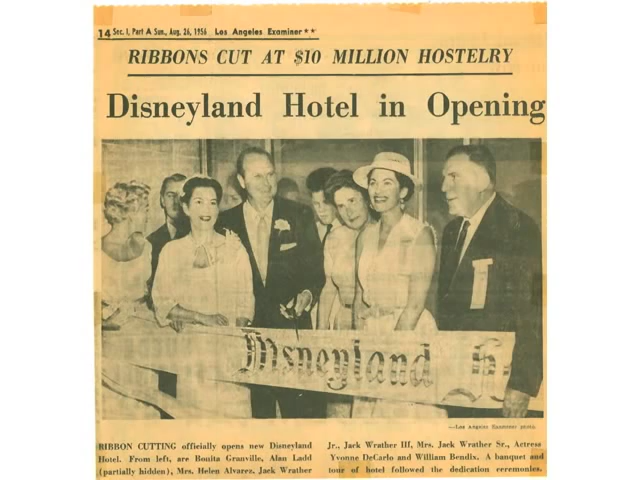 14 Sec. I, Part A Sun., Aug. 26, 1956 Los Angeles Examiner ★★
RIBBONS CUT AT $10 MILLION HOSTELRY
Disneyland Hotel in Opening
Disneyland H
—Los Angeles Examiner photo.
RIBBON CUTTING officially opens new Disneyland
Hotel. From left, are Bonita Granville, Alan Ladd
(partially hidden), Mrs. Helen Alvarez, Jack Wrather
Jr., Jack Wrather III, Mrs. Jack Wrather Sr., Actress
Yvonne DeCarlo and William Bendix. A banquet and
tour of hotel followed the dedication ceremonies.